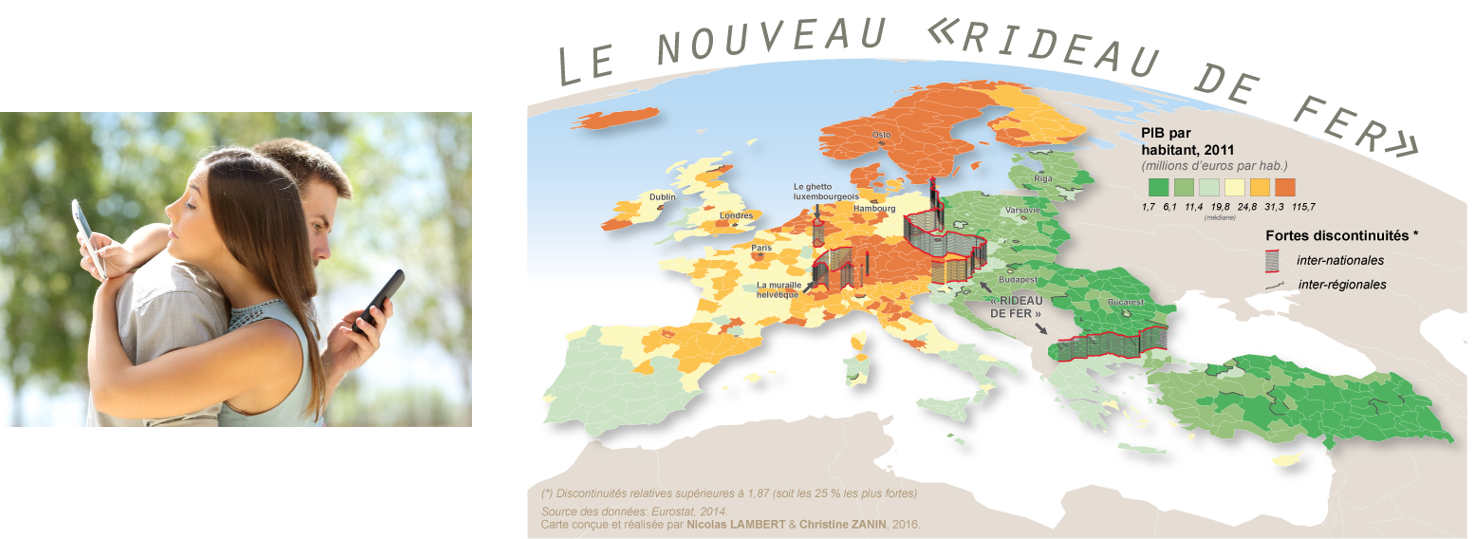 LE NOUVEAU «RIDEAU DE FER»
PIB par
habitant, 2011
(millions d'euros par hab.)
1,7 6,1 11,4 19,8 24,8 31,3 115,7
(médiane)
Fortes discontinuités *
inter-nationales
inter-régionales
Oslo
Riga
Dublin
Le ghetto
luxembourgeois
Hambourg
Varsovie
Londres
Paris
La muraille
helvétique
Budapest
« RIDEAU
DE FER »
Bucarest
(*) Discontinuités relatives supérieures à 1,87 (soit les 25 % les plus fortes)
Source des données: Eurostat, 2014.
Carte conçue et réalisée par Nicolas LAMBERT & Christine ZANIN, 2016.